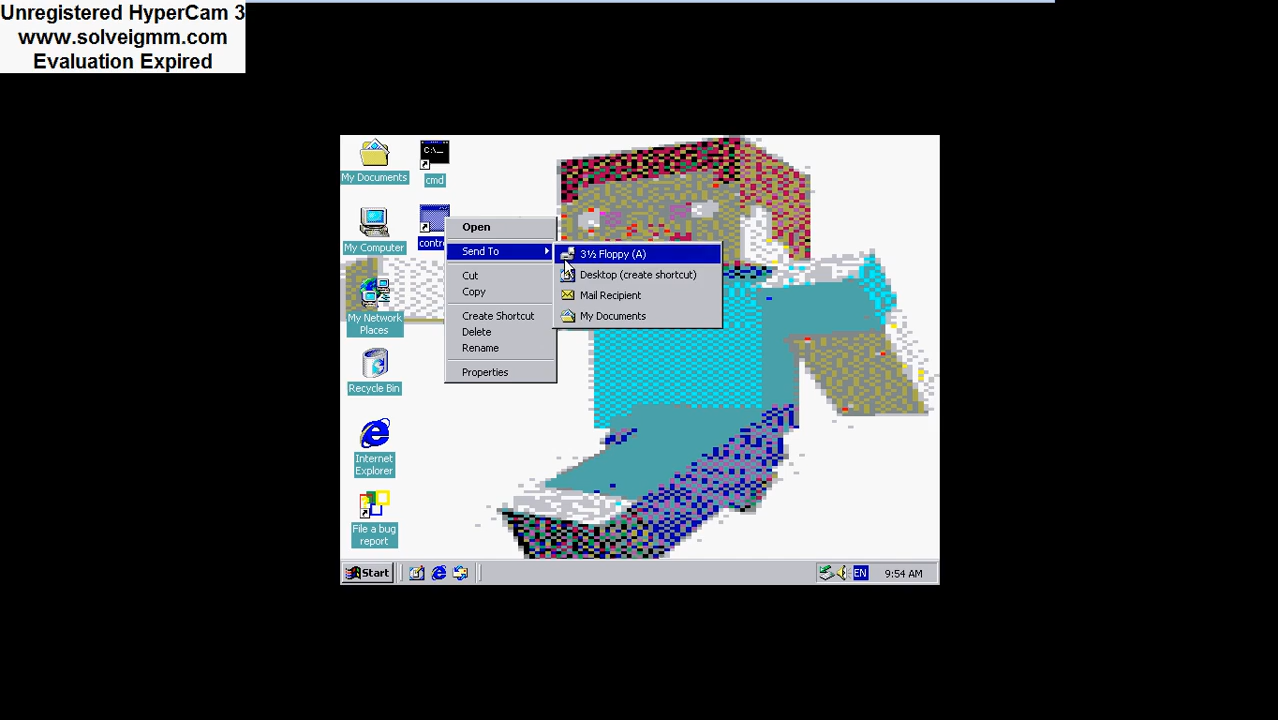 Unregistered HyperCam 3
www.solveigmm.com
Evaluation Expired
My Documents
C:\_
cmd
My Computer
contr
My Network
Places
Recycle Bin
Internet
Explorer
File a bug
report
Open
Send To
Cut
Copy
Create Shortcut
Delete
Rename
Properties
3½ Floppy (A)
Desktop (create shortcut)
Mail Recipient
My Documents
Start
EN
9:54 AM